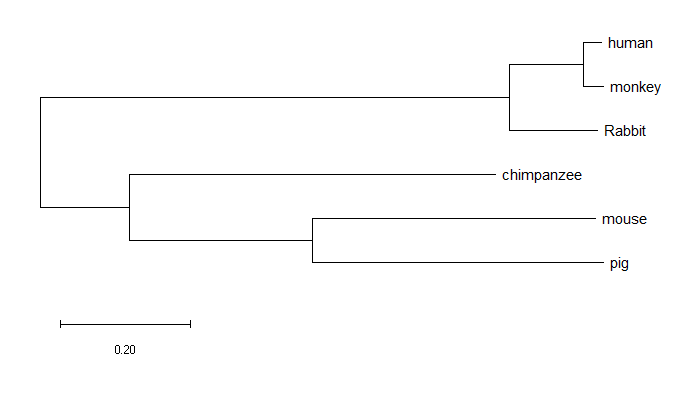 human
monkey
Rabbit
chimpanzee
mouse
pig
0.20